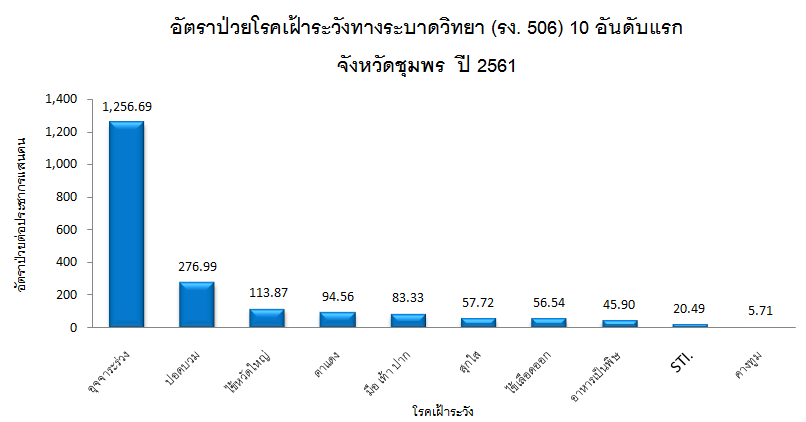 อัตราป่วยโรคเฝ้าระวังทางระบาดวิทยา (รง. 506) 10 อันดับแรก
จังหวัดชุมพร ปี 2561
อัตราป่วยต่อประชากรแสนคน
1,400
1,200
1,000
800
600
400
200
0
1,256.69
276.99
113.87
94.56
83.33
57.72
56.54
45.90
20.49
5.71
อุจจาระร่วง
ปอดบวม
ไข้หวัดใหญ่
ตาแดง
มือ เท้า ปาก
สุกใส
ไข้เลือดออก
อาหารเป็นพิษ
STI.
คางทูม
โรคเฝ้าระวัง